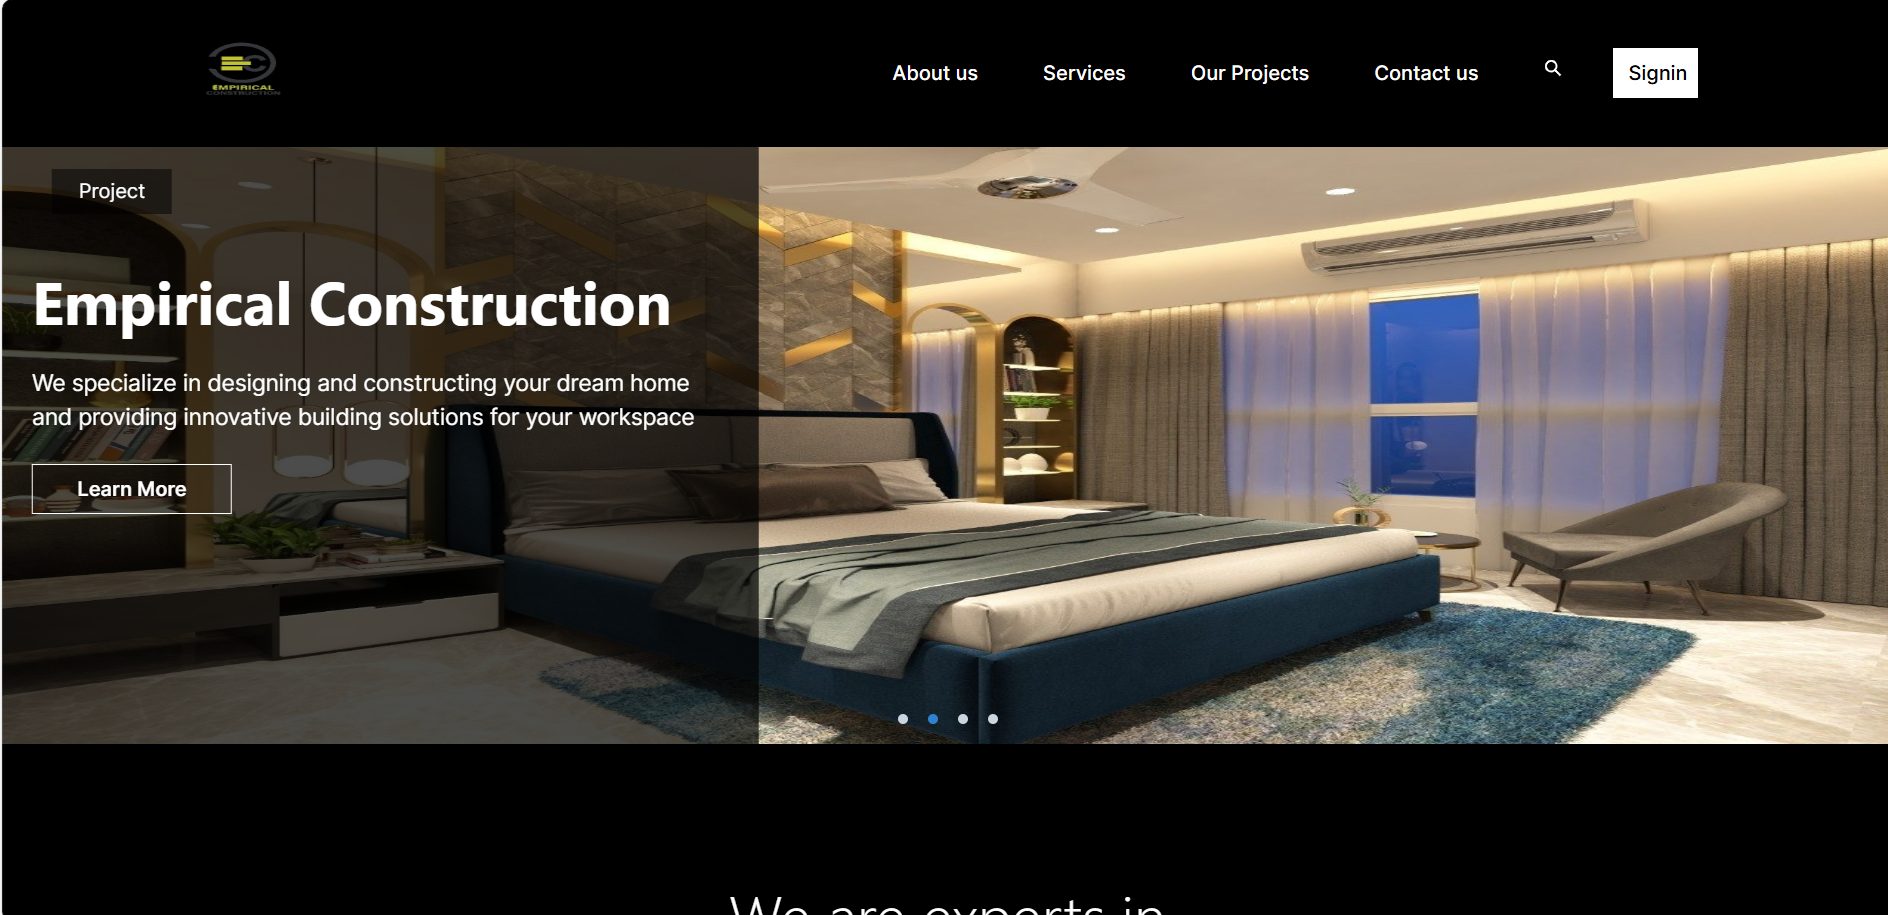 EMPIRICAL
CONSTRUCTION
About us
Services
Our Projects
Contact us
Signin
Project
Empirical Construction
We specialize in designing and constructing your dream home
and providing innovative building solutions for your workspace
Learn More
We are experts in